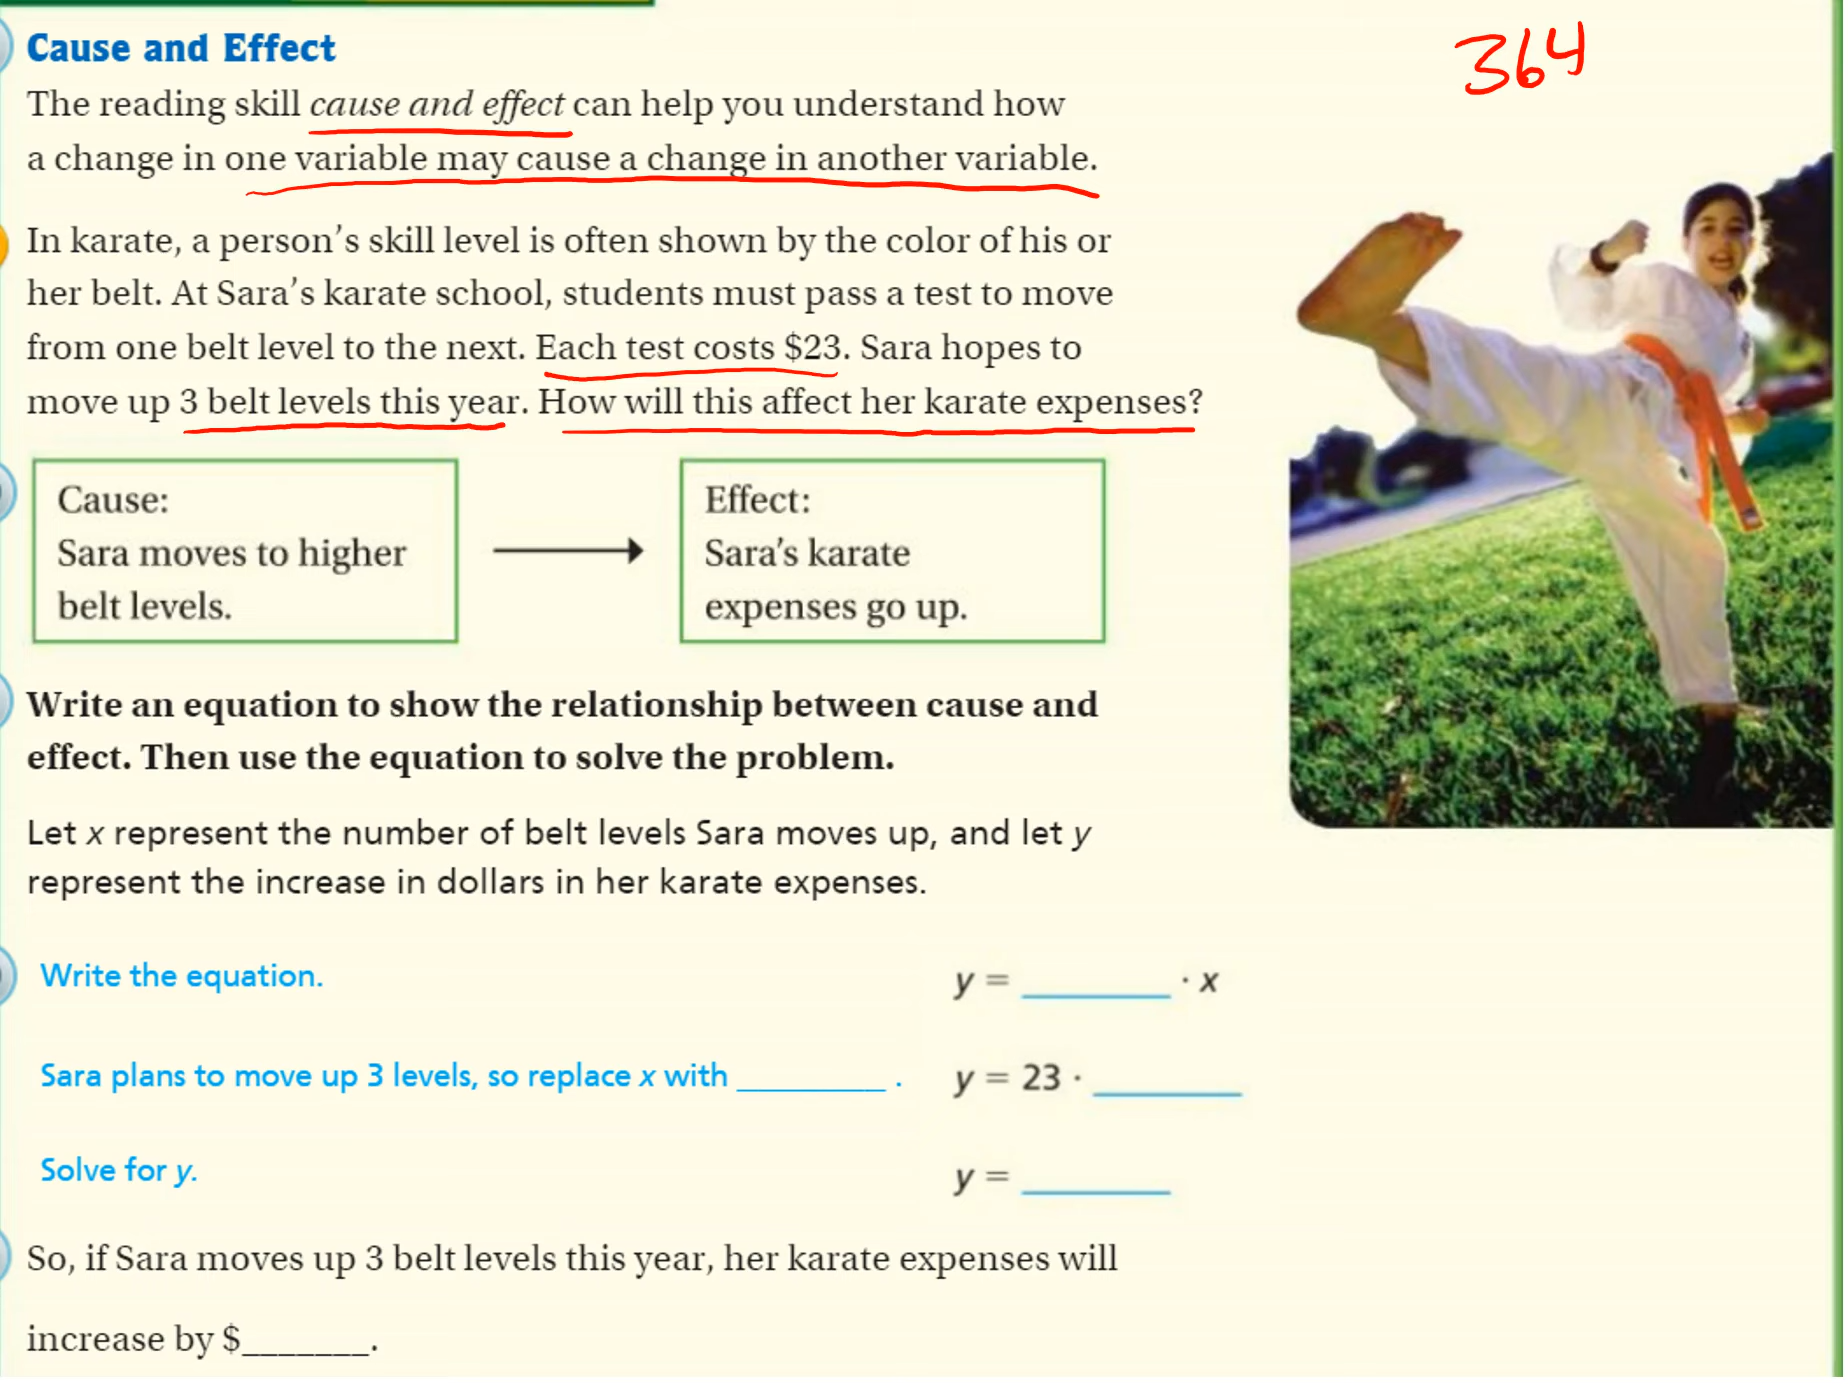 Cause and Effect
364
The reading skill cause and effect can help you understand how
a change in one variable may cause a change in another variable.
In karate, a person’s skill level is often shown by the color of his or
her belt. At Sara’s karate school, students must pass a test to move
from one belt level to the next. Each test costs $23. Sara hopes to
move up 3 belt levels this year. How will this affect her karate expenses?
Cause:
Sara moves to higher
belt levels.
Effect:
Sara’s karate
expenses go up.
Write an equation to show the relationship between cause and
effect. Then use the equation to solve the problem.
Let x represent the number of belt levels Sara moves up, and let y
represent the increase in dollars in her karate expenses.
Write the equation. y = ________ · x
Sara plans to move up 3 levels, so replace x with ________ . y = 23 · ________
Solve for y. y = ________
So, if Sara moves up 3 belt levels this year, her karate expenses will
increase by $_______.